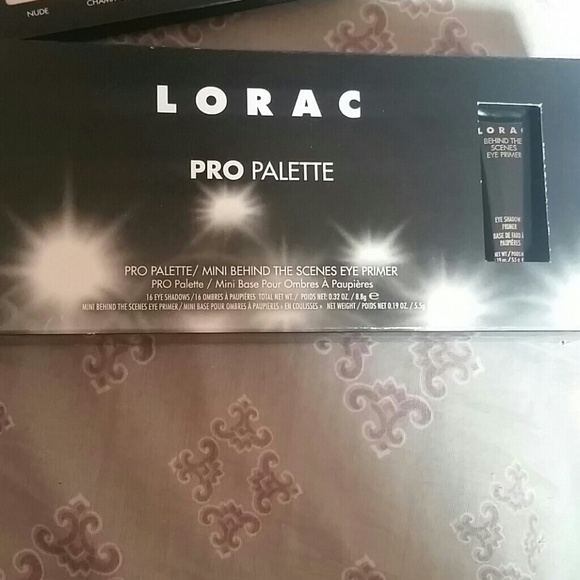 NUDE
LORAC
PRO PALETTE
PRO PALETTE/ MINI BEHIND THE SCENES EYE PRIMER
PRO Palette / Mini Base Pour Ombres À Paupières
16 EYE SHADOWS/16 OMBRES À PAUPIÈRES TOTAL NET WT. / POIDS NET: 0.32 OZ. / 8.8g ℮
MINI BEHIND THE SCENES EYE PRIMER/ MINI BASE POUR OMBRES À PAUPIÈRES « EN COULISSES » NET WEIGHT / POIDS NET 0.19 OZ. / 5.5g
LORAC
BEHIND THE
SCENES
EYE PRIMER
EYE SHADOW
PRIMER
BASE DE FARD À
PAUPIÈRES